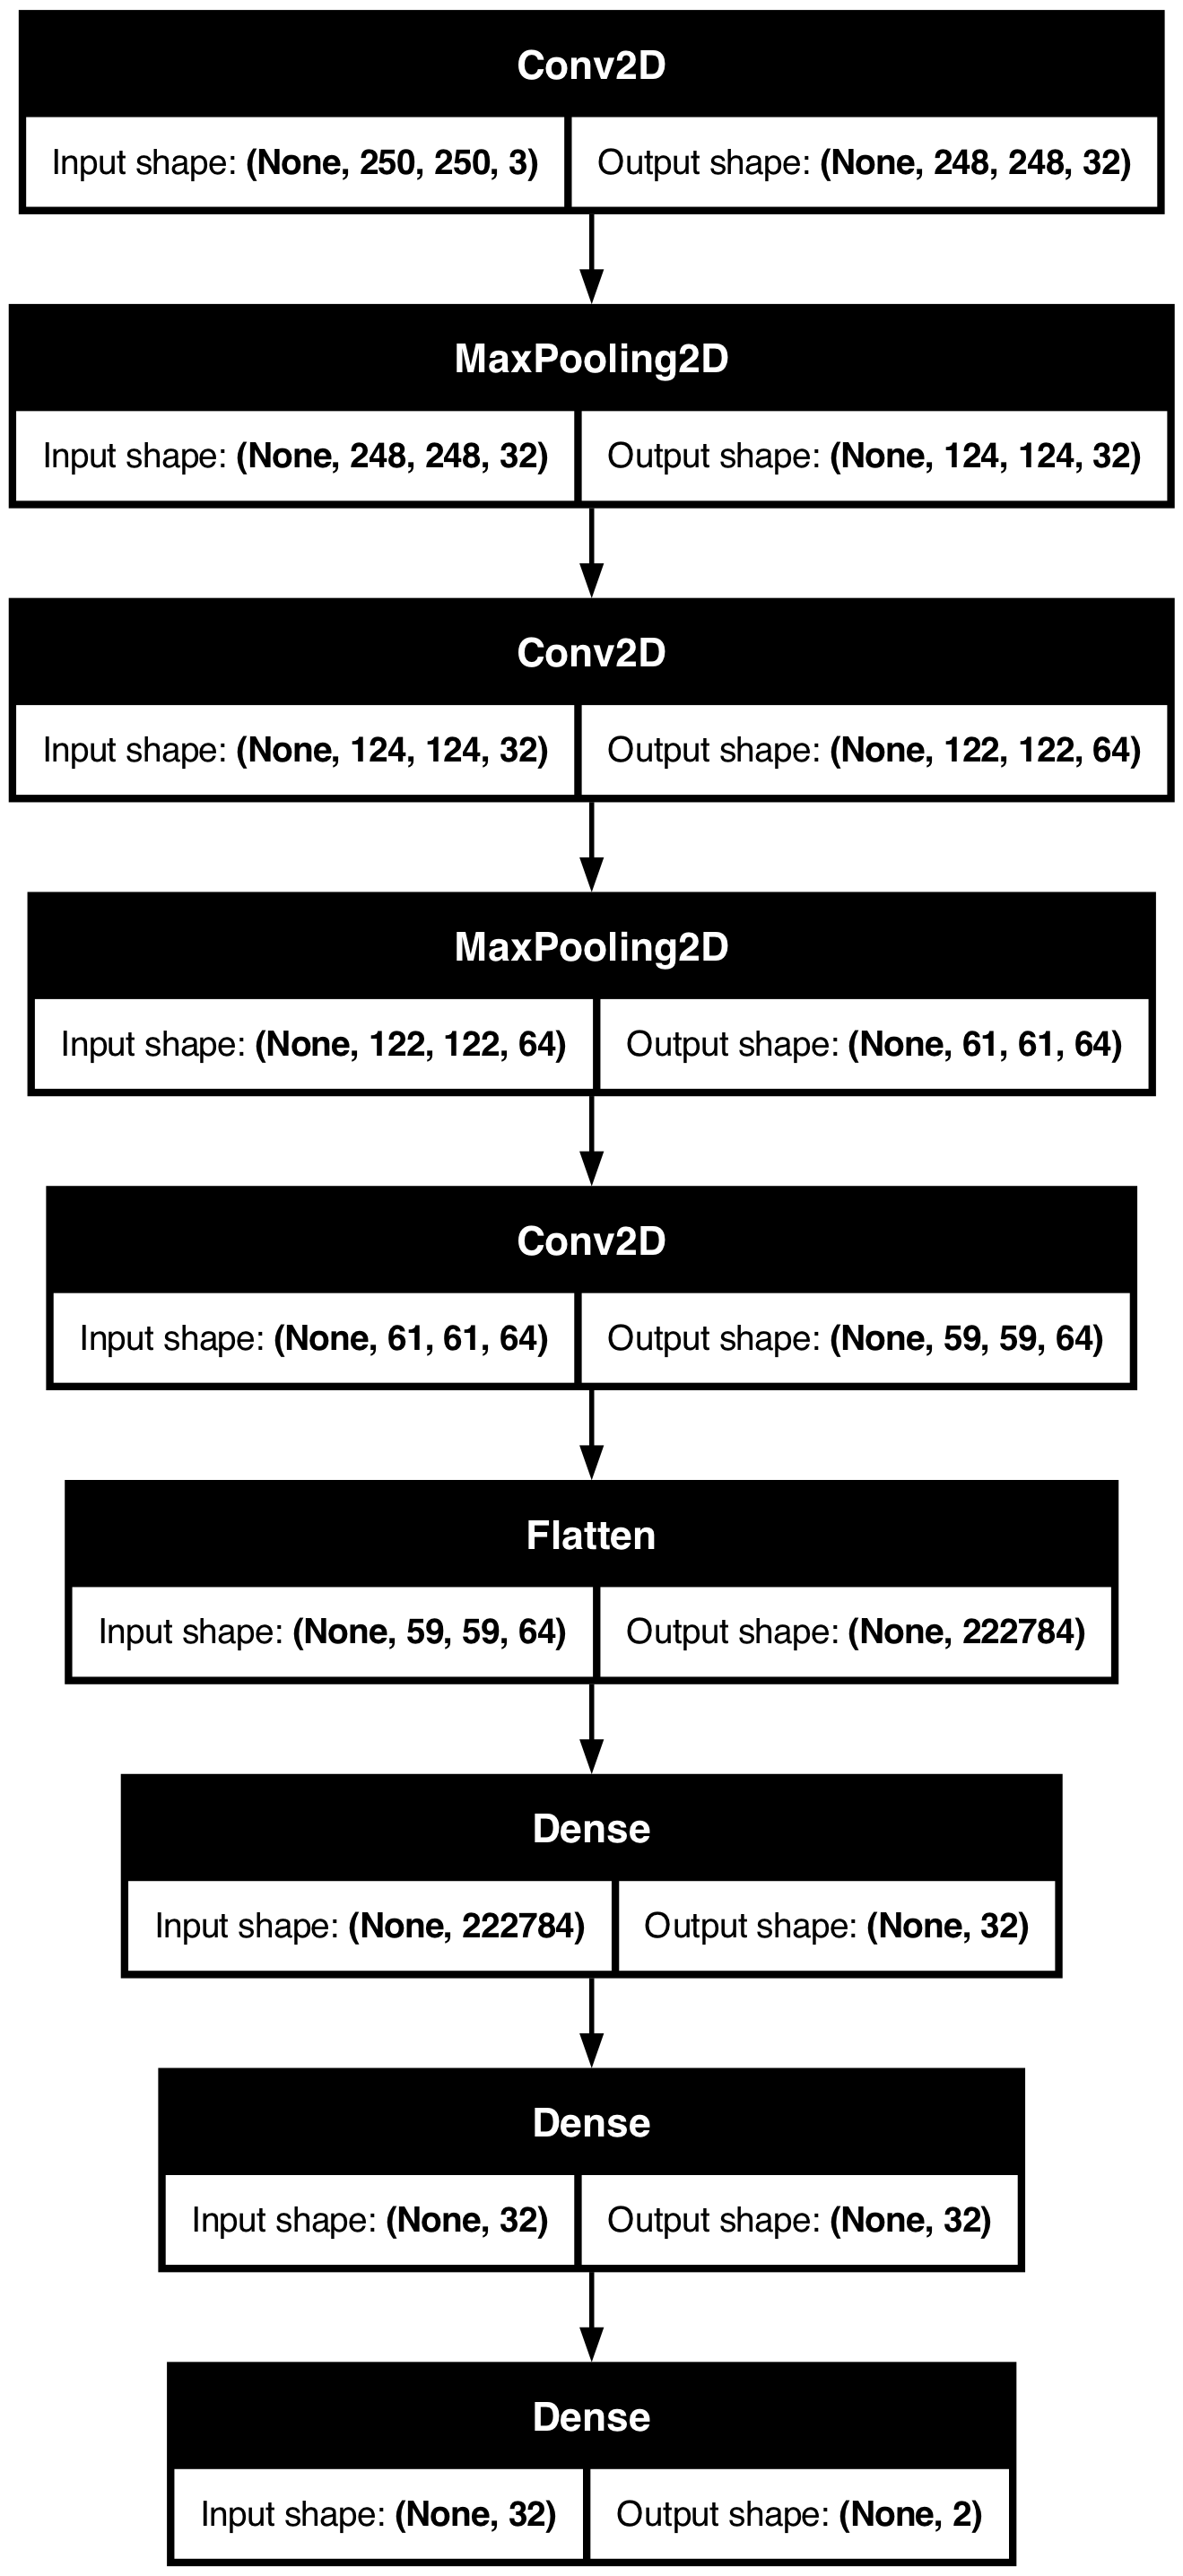 Conv2D
Input shape: (None, 250, 250, 3) Output shape: (None, 248, 248, 32)
MaxPooling2D
Input shape: (None, 248, 248, 32) Output shape: (None, 124, 124, 32)
Conv2D
Input shape: (None, 124, 124, 32) Output shape: (None, 122, 122, 64)
MaxPooling2D
Input shape: (None, 122, 122, 64) Output shape: (None, 61, 61, 64)
Conv2D
Input shape: (None, 61, 61, 64) Output shape: (None, 59, 59, 64)
Flatten
Input shape: (None, 59, 59, 64) Output shape: (None, 222784)
Dense
Input shape: (None, 222784) Output shape: (None, 32)
Dense
Input shape: (None, 32) Output shape: (None, 32)
Dense
Input shape: (None, 32) Output shape: (None, 2)